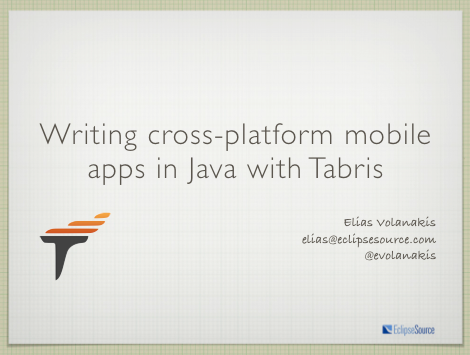 Writing cross-platform mobile
apps in Java with Tabris
Elias Volanakis
elias@eclipsesource.com
@evolanakis
EclipseSource